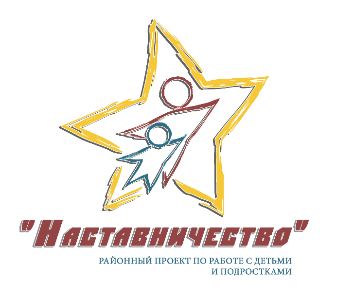 "Наставничество"
РАЙОННЫЙ ПРОЕКТ ПО РАБОТЕ С ДЕТЬМИ
И ПОДРОСТКАМИ